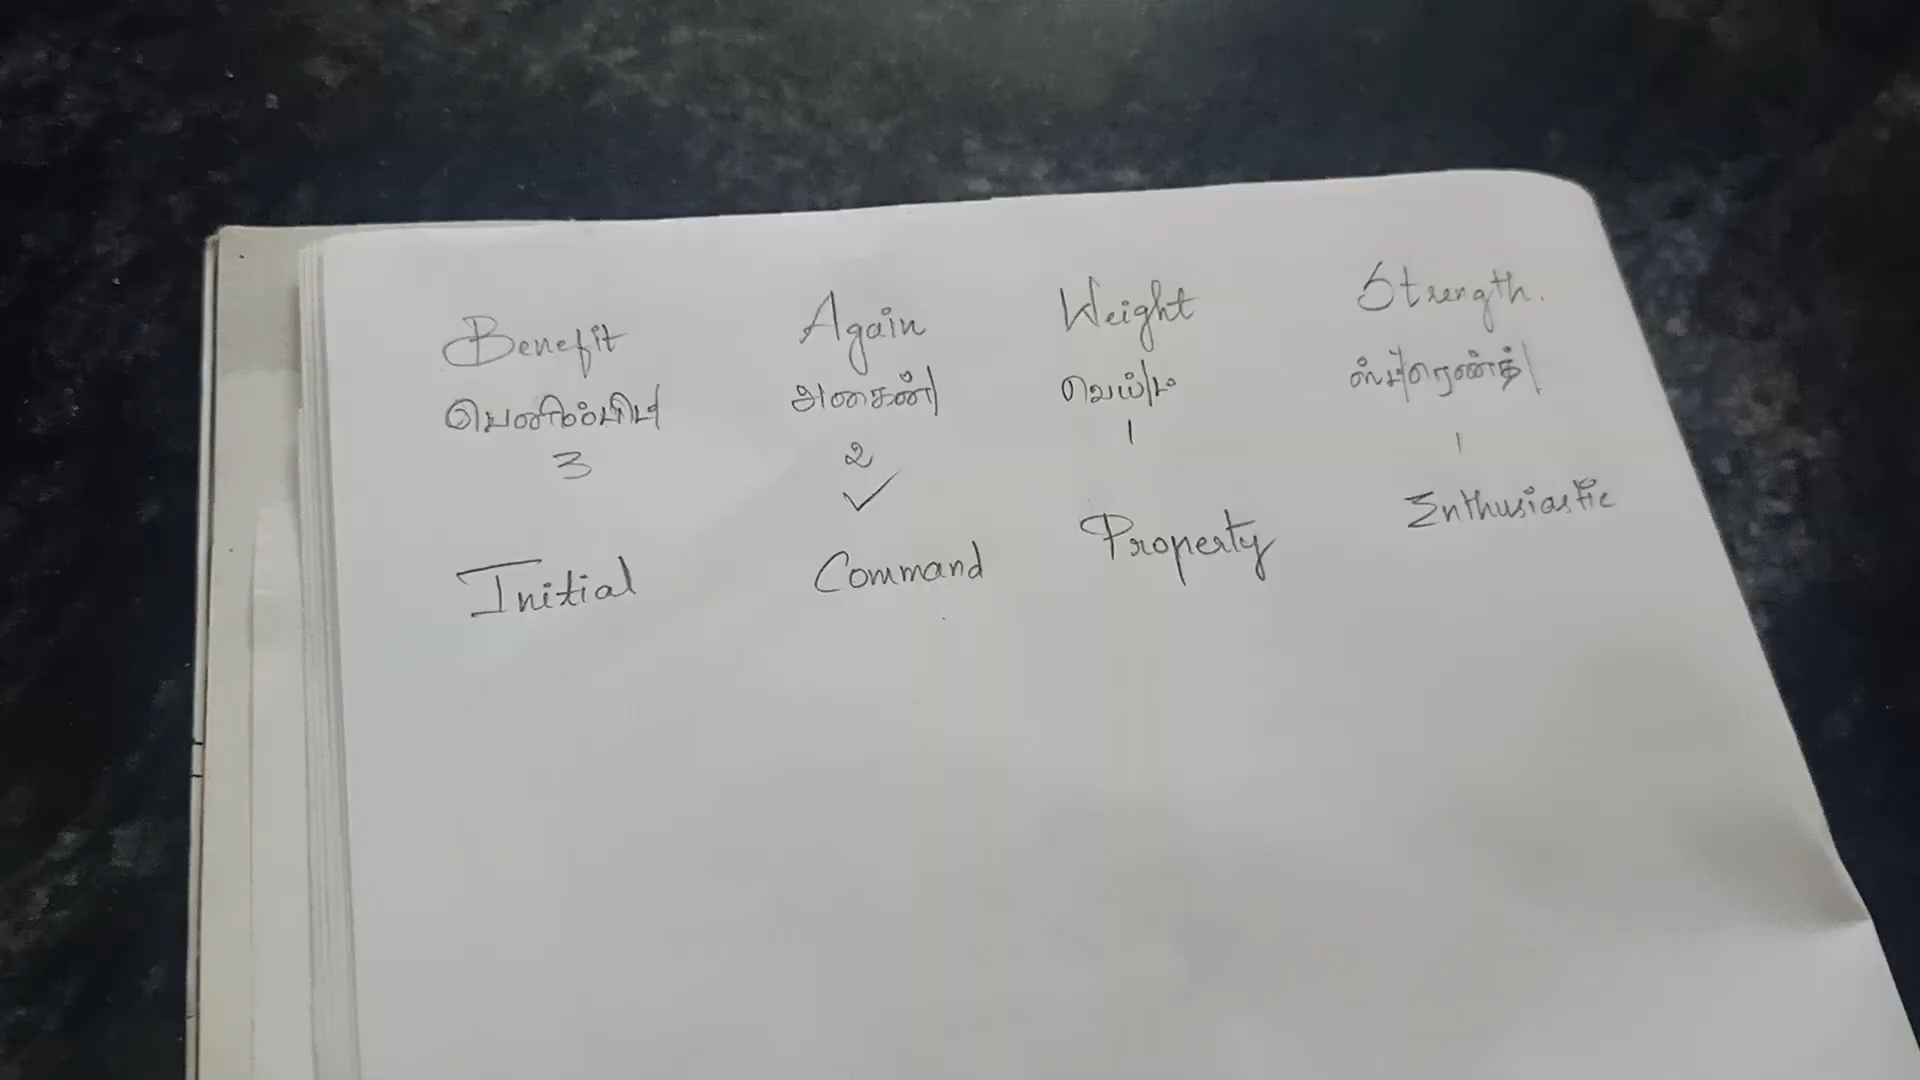 Benefit Again Weight Strength.
பெனிஃபிட் அகைன் வெய்ட் ஸ்ட்ரெண்த்
3 2 1 1
Initial Command Property Enthusiastic